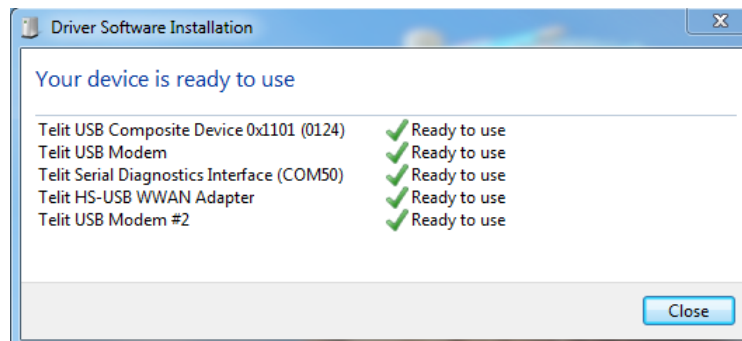 Driver Software Installation
Your device is ready to use
Telit USB Composite Device 0x1101 (0124) Ready to use
Telit USB Modem Ready to use
Telit Serial Diagnostics Interface (COM50) Ready to use
Telit HS-USB WWAN Adapter Ready to use
Telit USB Modem #2 Ready to use
Close